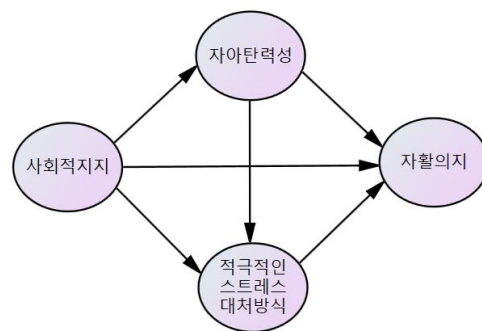 자아탄력성
사회적지지
자활의지
적극적인
스트레스
대처방식